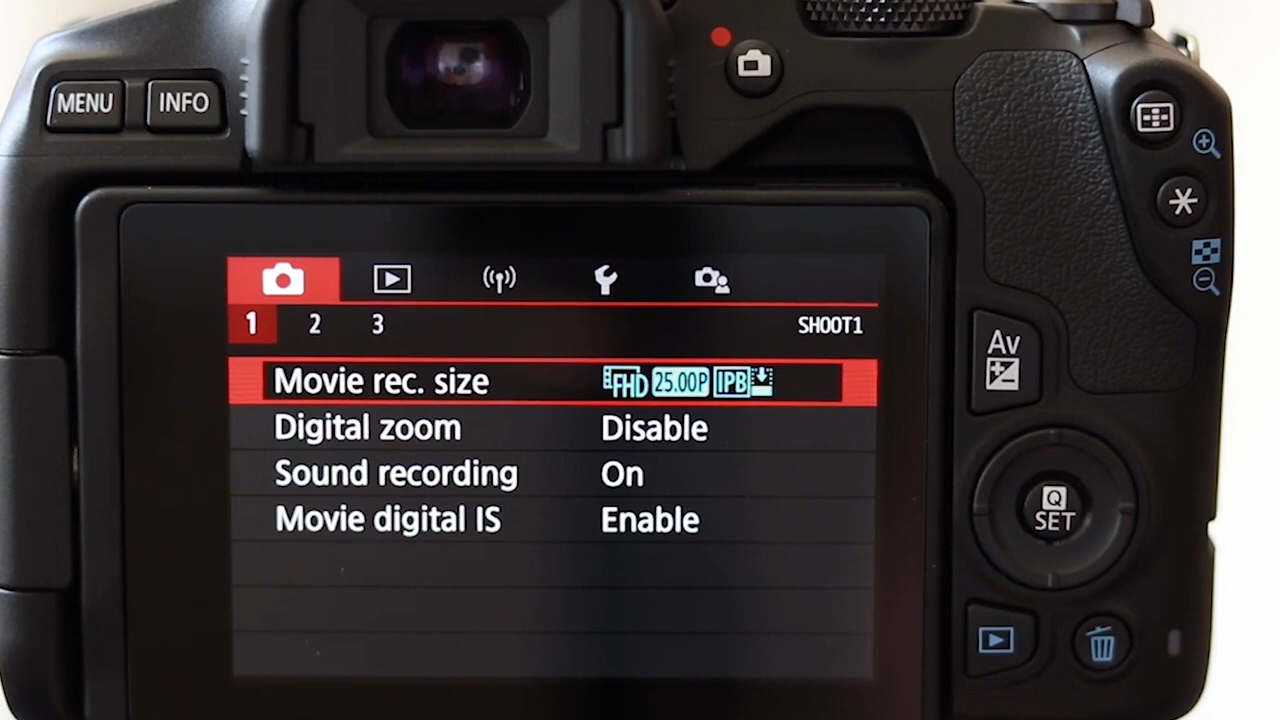 MENU INFO
1 2 3 SHOOT1
Movie rec. size FHD 25.00P IPB
Digital zoom Disable
Sound recording On
Movie digital IS Enable
Av
Q
SET